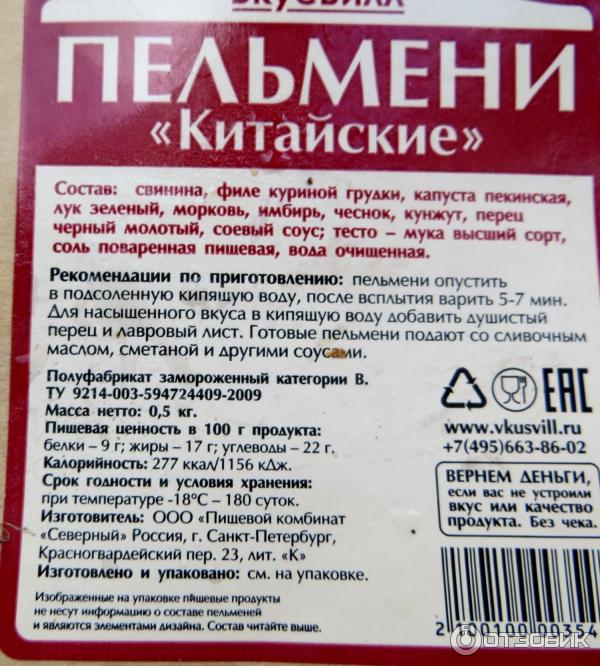 ВКУСВИЛЛ
ПЕЛЬМЕНИ
«Китайские»
Состав: свинина, филе куриной грудки, капуста пекинская,
лук зеленый, морковь, имбирь, чеснок, кунжут, перец
черный молотый, соевый соус; тесто – мука высший сорт,
соль поваренная пищевая, вода очищенная.
Рекомендации по приготовлению: пельмени опустить
в подсоленную кипящую воду, после всплытия варить 5-7 мин.
Для насыщенного вкуса в кипящую воду добавить душистый
перец и лавровый лист. Готовые пельмени подают со сливочным
маслом, сметаной и другими соусами.
Полуфабрикат замороженный категории В.
ТУ 9214-003-594724409-2009
Масса нетто: 0,5 кг.
Пищевая ценность в 100 г продукта:
белки – 9 г; жиры – 17 г; углеводы – 22 г.
Калорийность: 277 ккал/1156 кДж.
Срок годности и условия хранения:
при температуре -18°С – 180 суток.
Изготовитель: ООО «Пищевой комбинат
«Северный» Россия, г. Санкт-Петербург,
Красногвардейский пер. 23, лит. «К»
Изготовлено и упаковано: см. на упаковке.
Изображенные на упаковке пищевые продукты
не несут информацию о составе пельменей
и являются элементами дизайна. Состав читайте выше.
EAC
www.vkusvill.ru
+7(495)663-86-02
ВЕРНЕМ ДЕНЬГИ,
если вас не устроили
вкус или качество
продукта. Без чека.
2 100100 00354
ОТЗОВИК